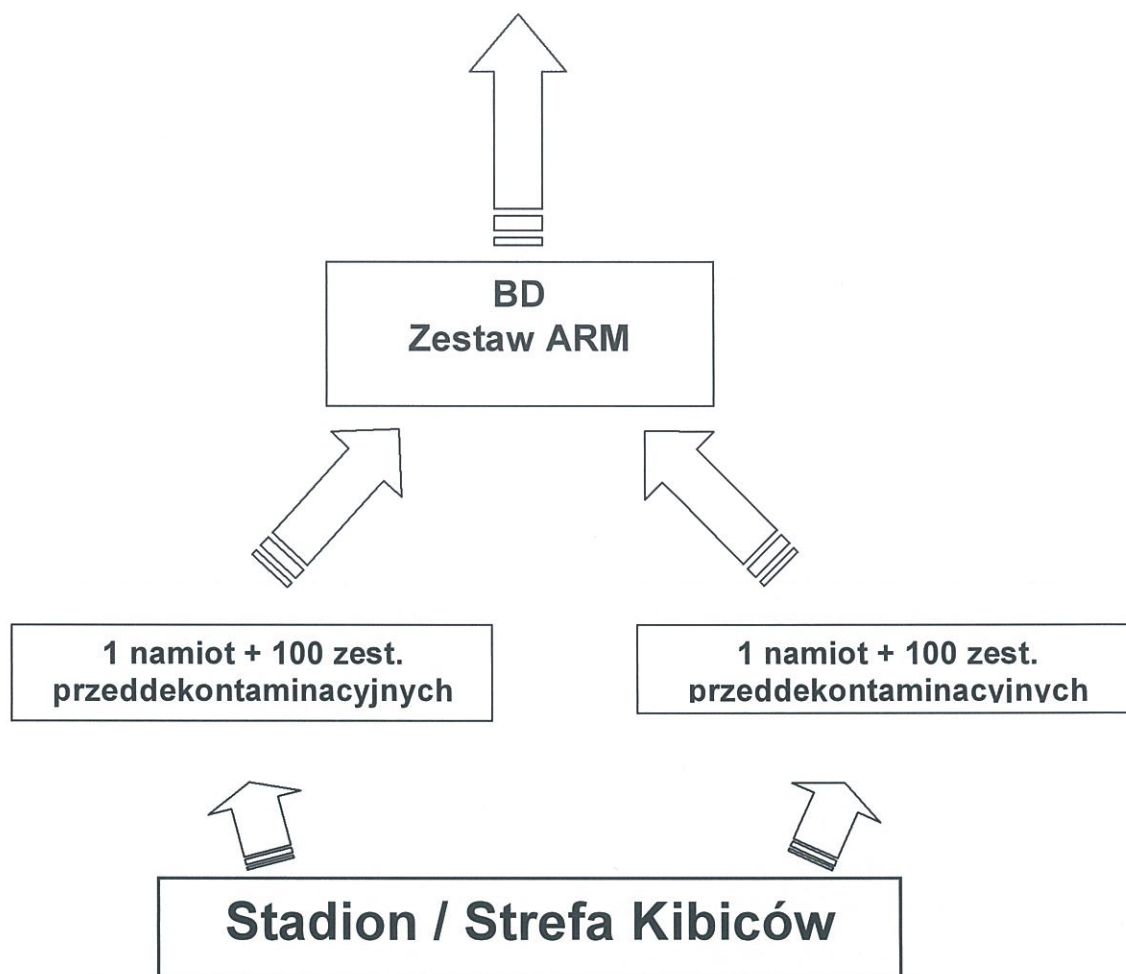 BD
Zestaw ARM
1 namiot + 100 zest.
przeddekontaminacyjnych
1 namiot + 100 zest.
przeddekontaminacyjnych
Stadion / Strefa Kibiców